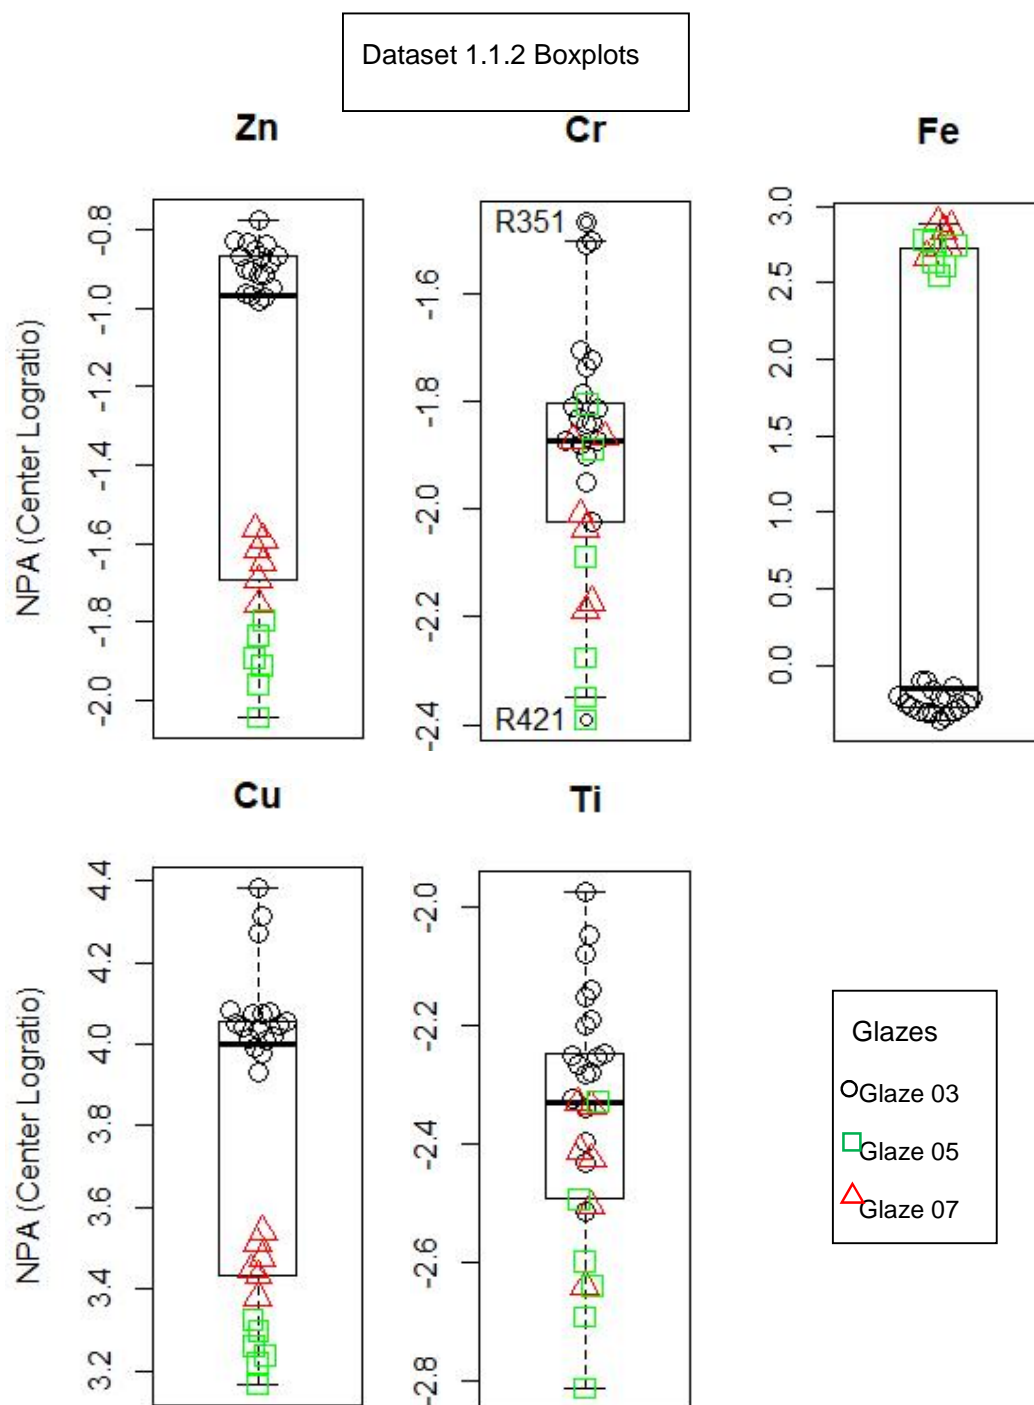 Dataset 1.1.2 Boxplots
Zn
Cr
Fe
NPA (Center Logratio)
-0.8
-1.0
-1.2
-1.4
-1.6
-1.8
-2.0
R351
-1.6
-1.8
-2.0
-2.2
-2.4
R421
3.0
2.5
2.0
1.5
1.0
0.5
0.0
Cu
Ti
NPA (Center Logratio)
4.4
4.2
4.0
3.8
3.6
3.4
3.2
-2.0
-2.2
-2.4
-2.6
-2.8
Glazes
Glaze 03
Glaze 05
Glaze 07